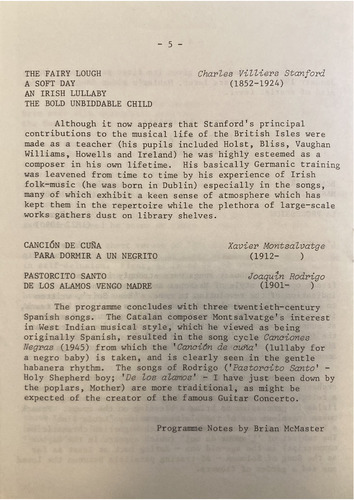 - 5 -
THE FAIRY LOUGH Charles Villiers Stanford
A SOFT DAY (1852-1924)
AN IRISH LULLABY
THE BOLD UNBIDDABLE CHILD
Although it now appears that Stanford's principal
contributions to the musical life of the British Isles were
made as a teacher (his pupils included Holst, Bliss, Vaughan
Williams, Howells and Ireland) he was highly esteemed as a
composer in his own lifetime. His basically Germanic training
was leavened from time to time by his experience of Irish
folk-music (he was born in Dublin) especially in the songs,
many of which exhibit a keen sense of atmosphere which has
kept them in the repertoire while the plethora of large-scale
works gathers dust on library shelves.
CANCIÓN DE CUÑA Xavier Montsalvatge
PARA DORMIR A UN NEGRITO (1912- )
PASTORCITO SANTO Joaquín Rodrigo
DE LOS ALAMOS VENGO MADRE (1901- )
The programme concludes with three twentieth-century
Spanish songs. The Catalan composer Montsalvatge's interest
in West Indian musical style, which he viewed as being
originally Spanish, resulted in the song cycle Canciones
Negras (1945) from which the 'Canción de cuña' (lullaby for
a negro baby) is taken, and is clearly seen in the gentle
habanera rhythm. The songs of Rodrigo ('Pastorcito Santo' -
Holy Shepherd boy; 'De los alamos' - I have just been down by
the poplars, Mother) are more traditional, as might be
expected of the creator of the famous Guitar Concerto.
Programme Notes by Brian McMaster